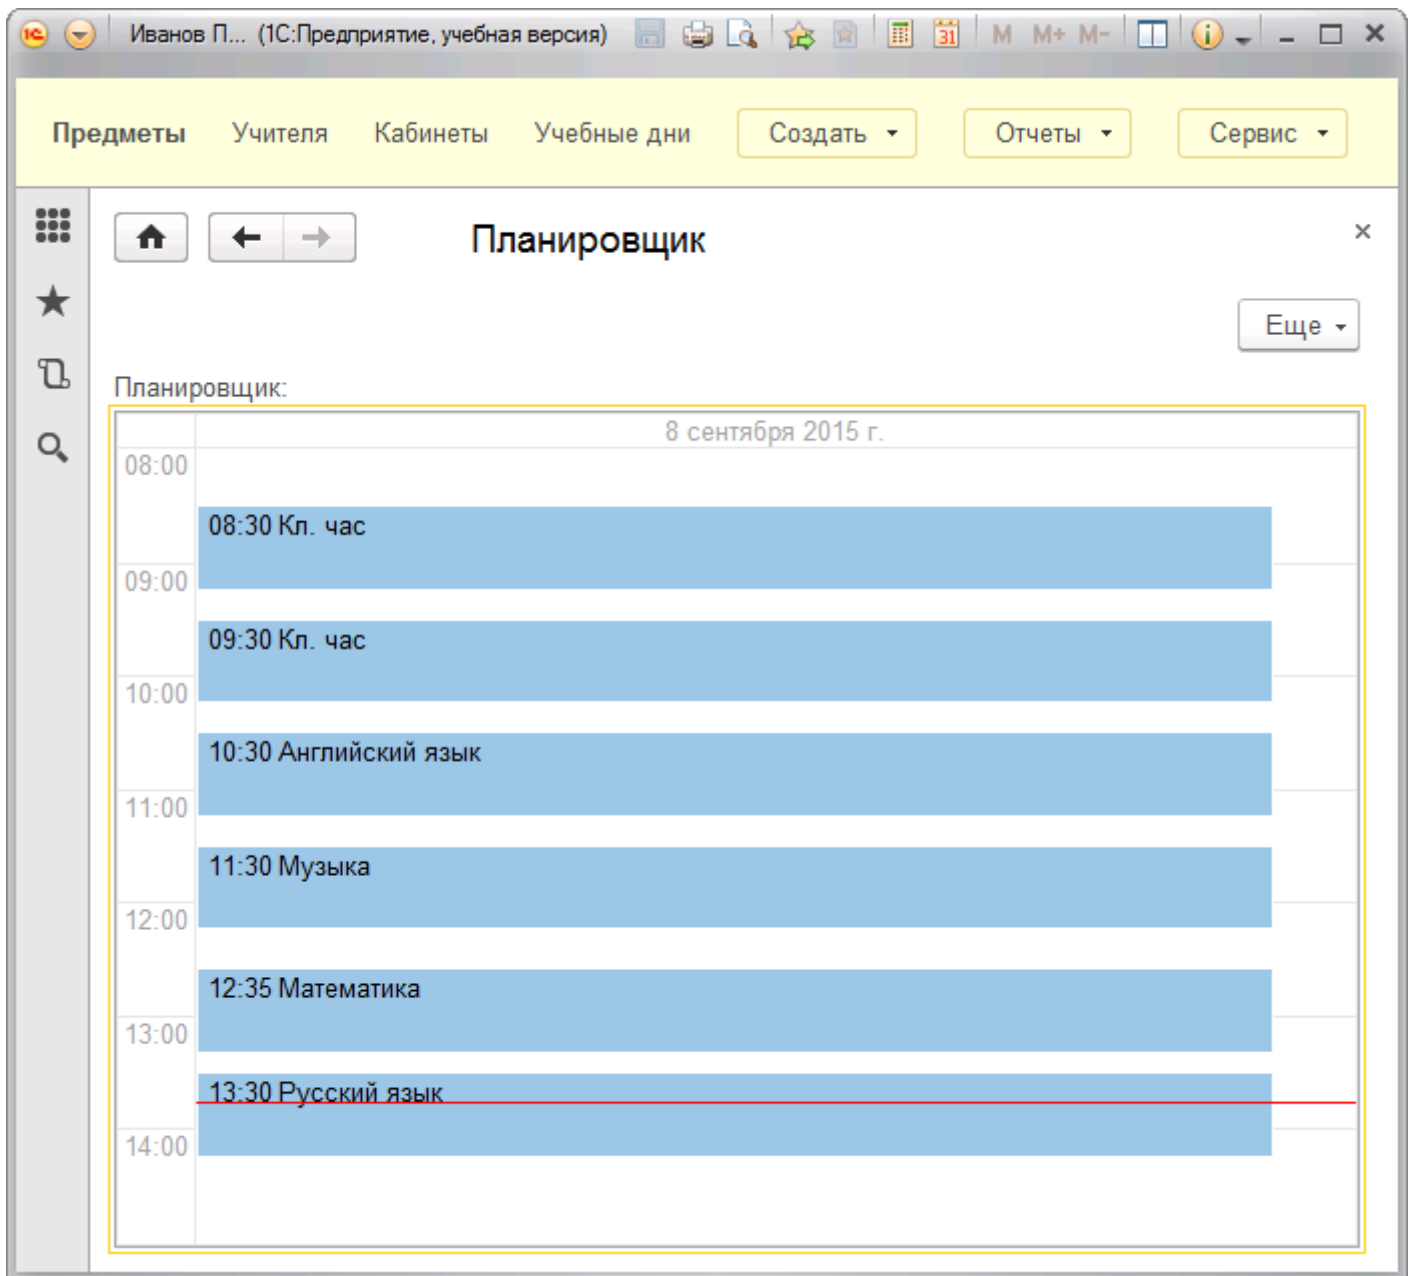 1С Иванов П... (1С:Предприятие, учебная версия) 31 M M+ M- i
Предметы Учителя Кабинеты Учебные дни Создать Отчеты Сервис
Планировщик
Еще
Планировщик:
8 сентября 2015 г.
08:00
08:30 Кл. час
09:00
09:30 Кл. час
10:00
10:30 Английский язык
11:00
11:30 Музыка
12:00
12:35 Математика
13:00
13:30 Русский язык
14:00